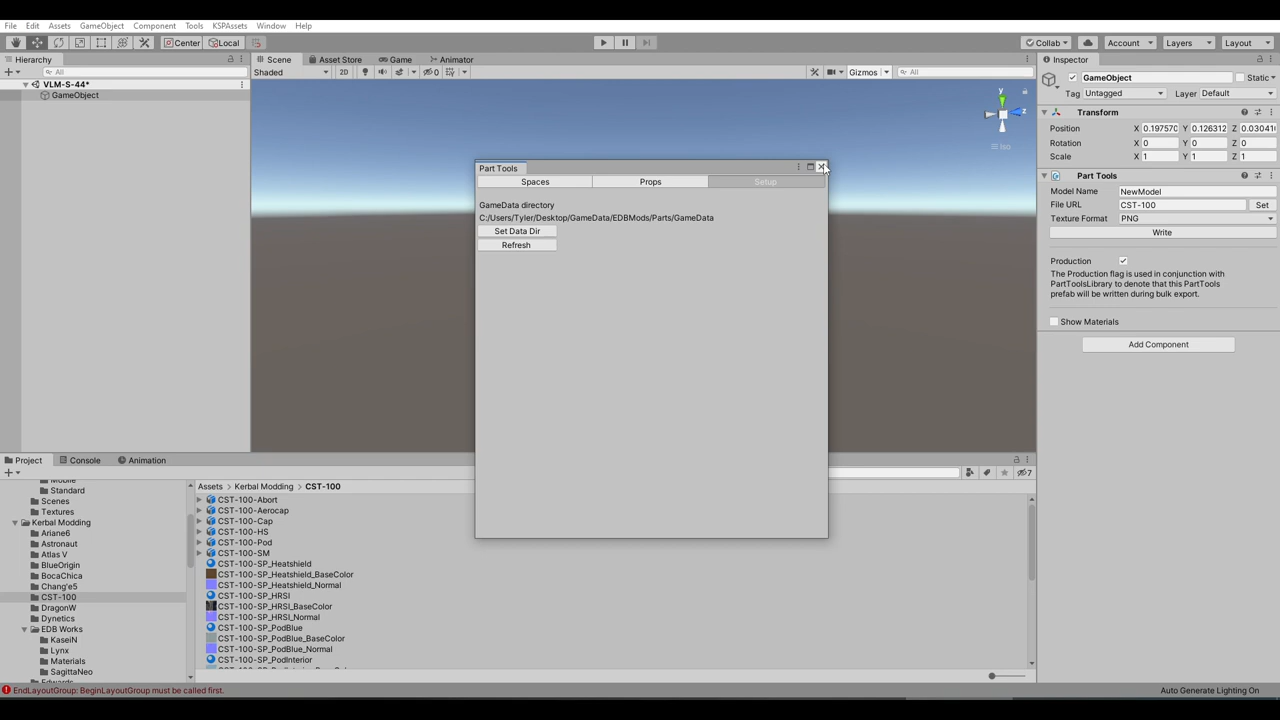 File Edit Assets GameObject Component Tools KSPAssets Window Help
Center Local Collab Account Layers Layout
Hierarchy
All
VLM-S-44*
GameObject
Scene Asset Store Game Animator
Shaded 2D 0 Gizmos All
y
z
Iso
Part Tools
Spaces Props Setup
GameData directory
C:/Users/Tyler/Desktop/GameData/EDBMods/Parts/GameData
Set Data Dir
Refresh
Inspector
GameObject Static
Tag Untagged Layer Default
Transform
Position X 0.197570 Y 0.126312 Z 0.030410
Rotation X 0 Y 0 Z 0
Scale X 1 Y 1 Z 1
Part Tools
Model Name NewModel
File URL CST-100 Set
Texture Format PNG
Write
Production
The Production flag is used in conjunction with
PartToolsLibrary to denote that this PartTools
prefab will be written during bulk export.
Show Materials
Add Component
Project Console Animation
7
Mobile
Standard
Scenes
Textures
Kerbal Modding
Ariane6
Astronaut
Atlas V
BlueOrigin
BocaChica
Chang'e5
CST-100
DragonW
Dynetics
EDB Works
KaseiN
Lynx
Materials
SagittaNeo
Edwards
Assets Kerbal Modding CST-100
CST-100-Abort
CST-100-Aerocap
CST-100-Cap
CST-100-HS
CST-100-Pod
CST-100-SM
CST-100-SP_Heatshield
CST-100-SP_Heatshield_BaseColor
CST-100-SP_Heatshield_Normal
CST-100-SP_HRSI
CST-100-SP_HRSI_BaseColor
CST-100-SP_HRSI_Normal
CST-100-SP_PodBlue
CST-100-SP_PodBlue_BaseColor
CST-100-SP_PodBlue_Normal
CST-100-SP_PodInterior
EndLayoutGroup: BeginLayoutGroup must be called first.
Auto Generate Lighting On